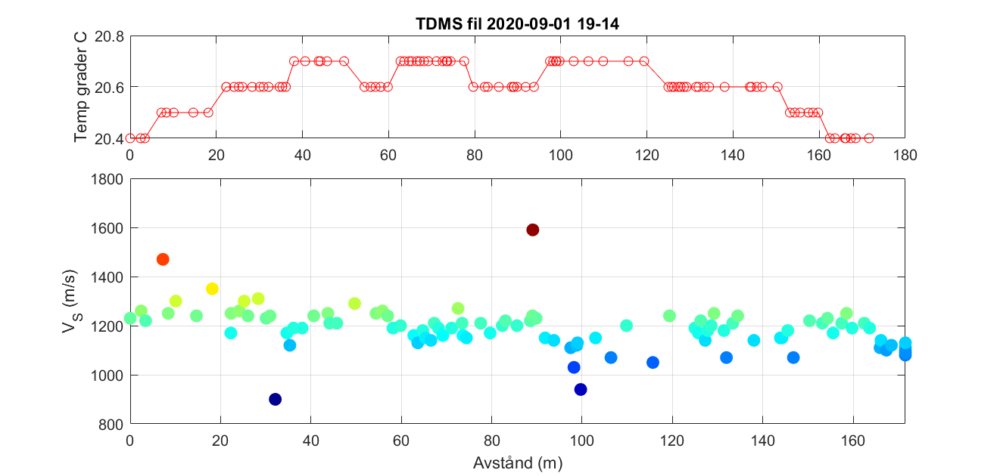 TDMS fil 2020-09-01 19-14
Temp grader C
20.8
20.6
20.4
0 20 40 60 80 100 120 140 160 180
V_S (m/s)
1800
1600
1400
1200
1000
800
0 20 40 60 80 100 120 140 160
Avstånd (m)